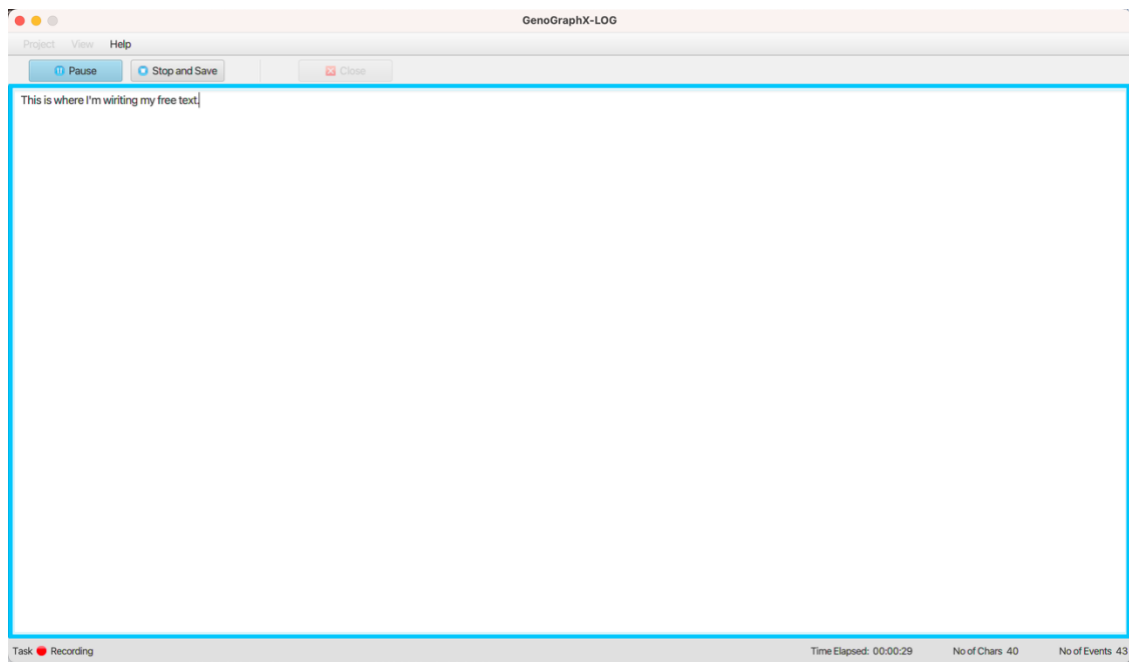 GenoGraphX-LOG
Project View Help
Pause Stop and Save Close
This is where I'm wiriting my free text.
Task Recording Time Elapsed: 00:00:29 No of Chars 40 No of Events 43